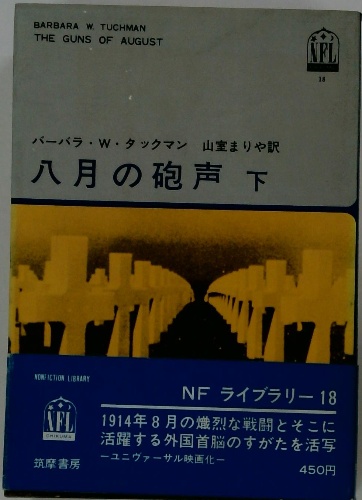 BARBARA W. TUCHMAN
THE GUNS OF AUGUST
NFL
18
バーバラ・W・タックマン 山室まりや訳
八月の砲声 下
NONFICTION LIBRARY
NF ライブラリー 18
NFL
CHIKUMA
1914年8月の熾烈な戦闘とそこに
活躍する外国首脳のすがたを活写
―ユニヴァーサル映画化―
筑摩書房
450円